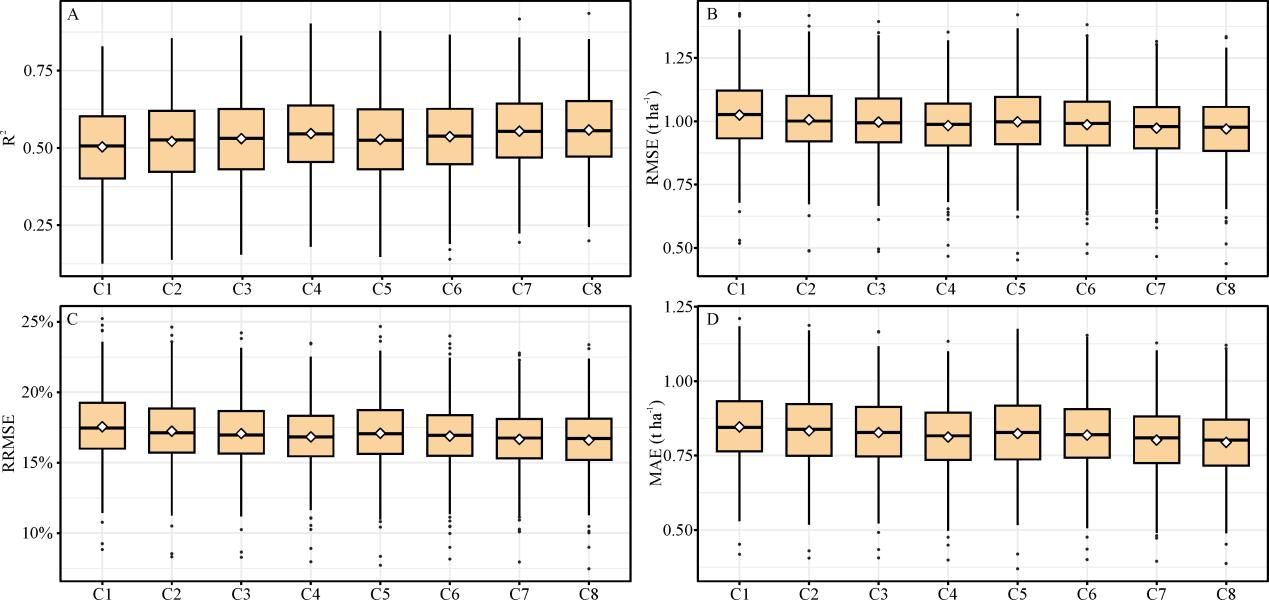 A
R²
0.75
0.50
0.25
C1 C2 C3 C4 C5 C6 C7 C8
B
RMSE (t ha⁻¹)
1.25
1.00
0.75
0.50
C1 C2 C3 C4 C5 C6 C7 C8
C
RRMSE
25%
20%
15%
10%
C1 C2 C3 C4 C5 C6 C7 C8
D
MAE (t ha⁻¹)
1.25
1.00
0.75
0.50
C1 C2 C3 C4 C5 C6 C7 C8